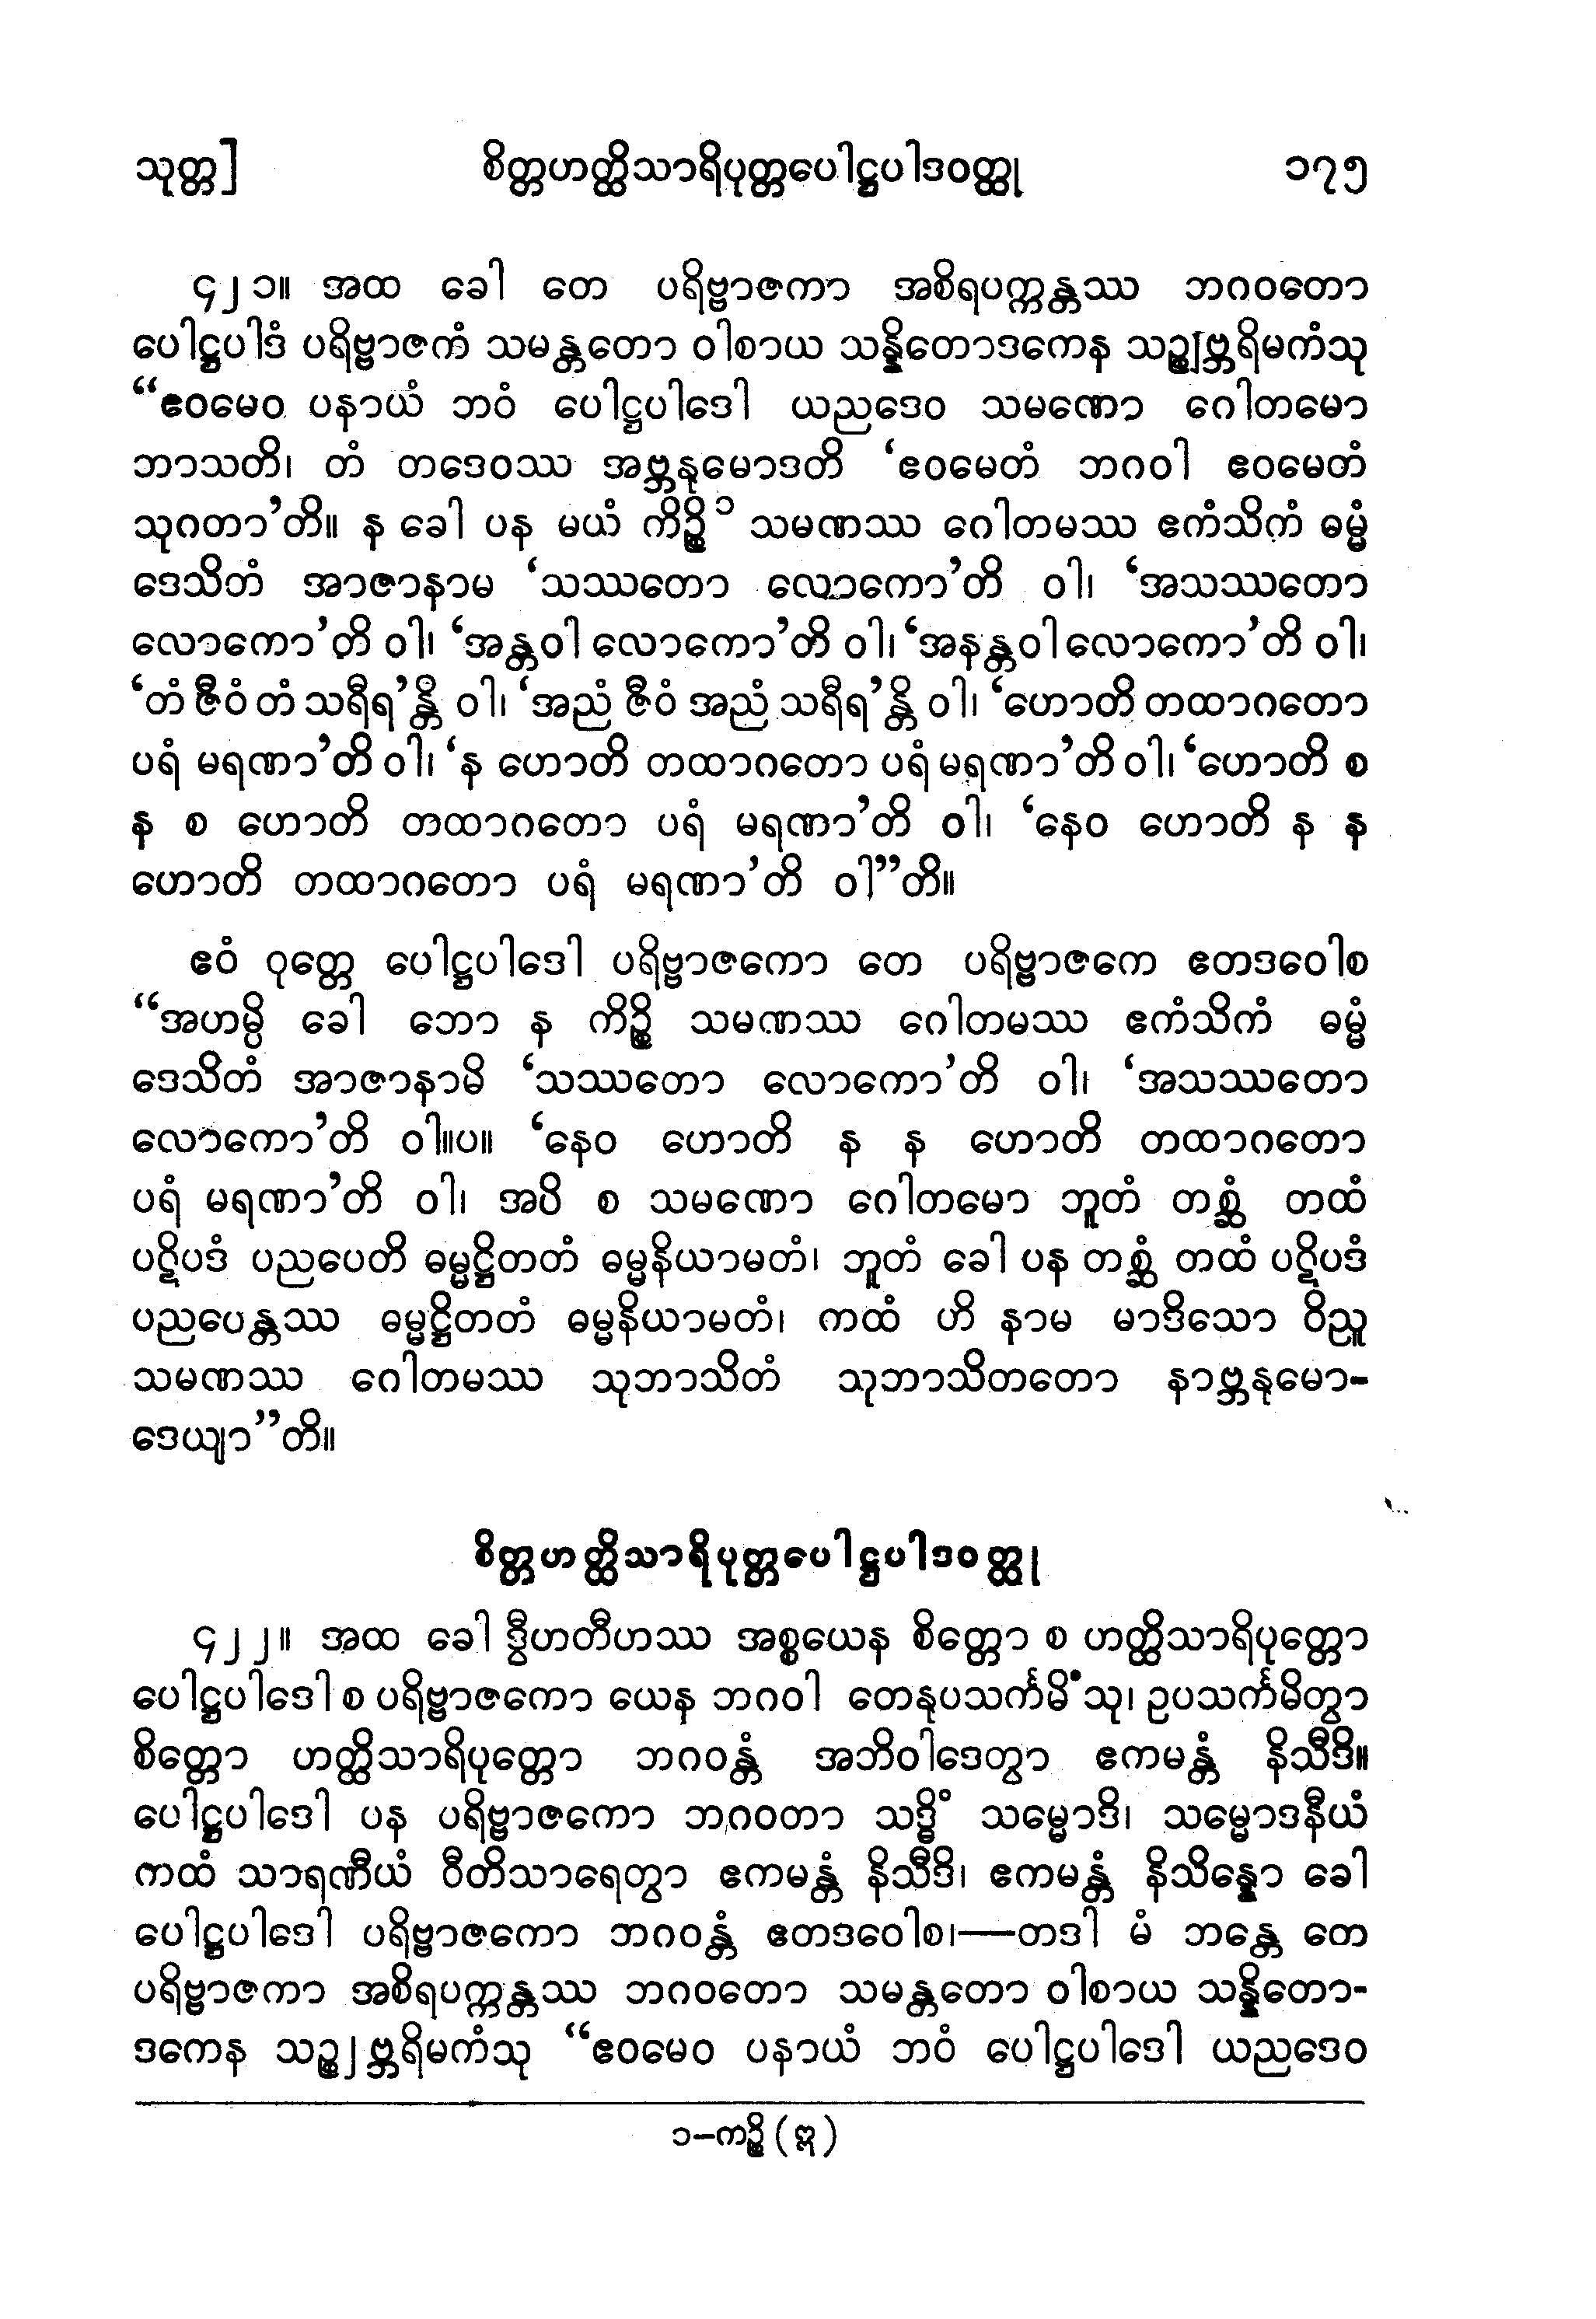 သုတ္တ]	စိတ္တဟတ္ထိသာရိပုတ္တပေါဋ္ဌပါဒဝတ္ထု	၁၇၅
၄၂၁။ အထ ခေါ တေ ပရိဗ္ဗာဇကာ အစိရပက္ကန္တဿ ဘဂဝတော
ပေါဋ္ဌပါဒံ ပရိဗ္ဗာဇကံ သမန္တတော ဝါစာယ သန္နိတောဒကေန သဉ္ဈဗ္ဘရိမကံသု
“ဧဝမေဝ ပနာယံ ဘဝံ ပေါဋ္ဌပါဒေါ ယညဒေဝ သမဏော ဂေါတမော
ဘာသတိ၊ တံ တဒေဝဿ အဗ္ဘနုမောဒတိ ‘ဧဝမေတံ ဘဂဝါ ဧဝမေတံ
သုဂတာ’တိ။ န ခေါ ပန မယံ ကိဉ္စိ ၁ သမဏဿ ဂေါတမဿ ဧကံသိကံ ဓမ္မံ
ဒေသိတံ အာဇာနာမ ‘သဿတော လောကော’တိ ဝါ၊ ‘အသဿတော
လောကော’တိ ဝါ၊ ‘အန္တဝါ လောကော’တိ ဝါ၊ ‘အနန္တဝါ လောကော’တိ ဝါ၊
‘တံ ဇီဝံ တံ သရီရ’န္တိ ဝါ၊ ‘အညံ ဇီဝံ အညံ သရီရ’န္တိ ဝါ၊ ‘ဟောတိ တထာဂတော
ပရံ မရဏာ’တိ ဝါ၊ ‘န ဟောတိ တထာဂတော ပရံ မရဏာ’တိ ဝါ၊ ‘ဟောတိ စ
န စ ဟောတိ တထာဂတော ပရံ မရဏာ’တိ ဝါ၊ ‘နေဝ ဟောတိ န န
ဟောတိ တထာဂတော ပရံ မရဏာ’တိ ဝါ”တိ။
ဧဝံ ဝုတ္တေ ပေါဋ္ဌပါဒေါ ပရိဗ္ဗာဇကော တေ ပရိဗ္ဗာဇကေ ဧတဒဝေါစ
“အဟမ္ပိ ခေါ ဘော န ကိဉ္စိ သမဏဿ ဂေါတမဿ ဧကံသိကံ ဓမ္မံ
ဒေသိတံ အာဇာနာမိ ‘သဿတော လောကော’တိ ဝါ၊ ‘အသဿတော
လောကော’တိ ဝါ။ပ။ ‘နေဝ ဟောတိ န န ဟောတိ တထာဂတော
ပရံ မရဏာ’တိ ဝါ၊ အပိ စ သမဏော ဂေါတမော ဘူတံ တစ္ဆံ တထံ
ပဋိပဒံ ပညပေတိ ဓမ္မဋ္ဌိတတံ ဓမ္မနိယာမတံ၊ ဘူတံ ခေါ ပန တစ္ဆံ တထံ ပဋိပဒံ
ပညပေန္တဿ ဓမ္မဋ္ဌိတတံ ဓမ္မနိယာမတံ၊ ကထံ ဟိ နာမ မာဒိသော ဝိညူ
သမဏဿ ဂေါတမဿ သုဘာသိတံ သုဘာသိတတော နာဗ္ဘနုမော-
ဒေယျာ”တိ။
စိတ္တဟတ္ထိသာရိပုတ္တပေါဋ္ဌပါဒဝတ္ထု
၄၂၂။ အထ ခေါ ဒွီဟတီဟဿ အစ္စယေန စိတ္တော စ ဟတ္ထိသာရိပုတ္တော
ပေါဋ္ဌပါဒေါ စ ပရိဗ္ဗာဇကော ယေန ဘဂဝါ တေနုပသင်္ကမိံသု၊ ဥပသင်္ကမိတွာ
စိတ္တော ဟတ္ထိသာရိပုတ္တော ဘဂဝန္တံ အဘိဝါဒေတွာ ဧကမန္တံ နိသီဒိ။
ပေါဋ္ဌပါဒေါ ပန ပရိဗ္ဗာဇကော ဘဂဝတာ သဒ္ဓိံ သမ္မောဒိ၊ သမ္မောဒနီယံ
ကထံ သာရဏီယံ ဝီတိသာရေတွာ ဧကမန္တံ နိသီဒိ၊ ဧကမန္တံ နိသိန္နော ခေါ
ပေါဋ္ဌပါဒေါ ပရိဗ္ဗာဇကော ဘဂဝန္တံ ဧတဒဝေါစ၊—တဒါ မံ ဘန္တေ တေ
ပရိဗ္ဗာဇကာ အစိရပက္ကန္တဿ ဘဂဝတော သမန္တတော ဝါစာယ သန္နိတော-
ဒကေန သဉ္ဈဗ္ဘရိမကံသု “ဧဝမေဝ ပနာယံ ဘဝံ ပေါဋ္ဌပါဒေါ ယညဒေဝ
၁-ကဉ္စိ (ဣ)